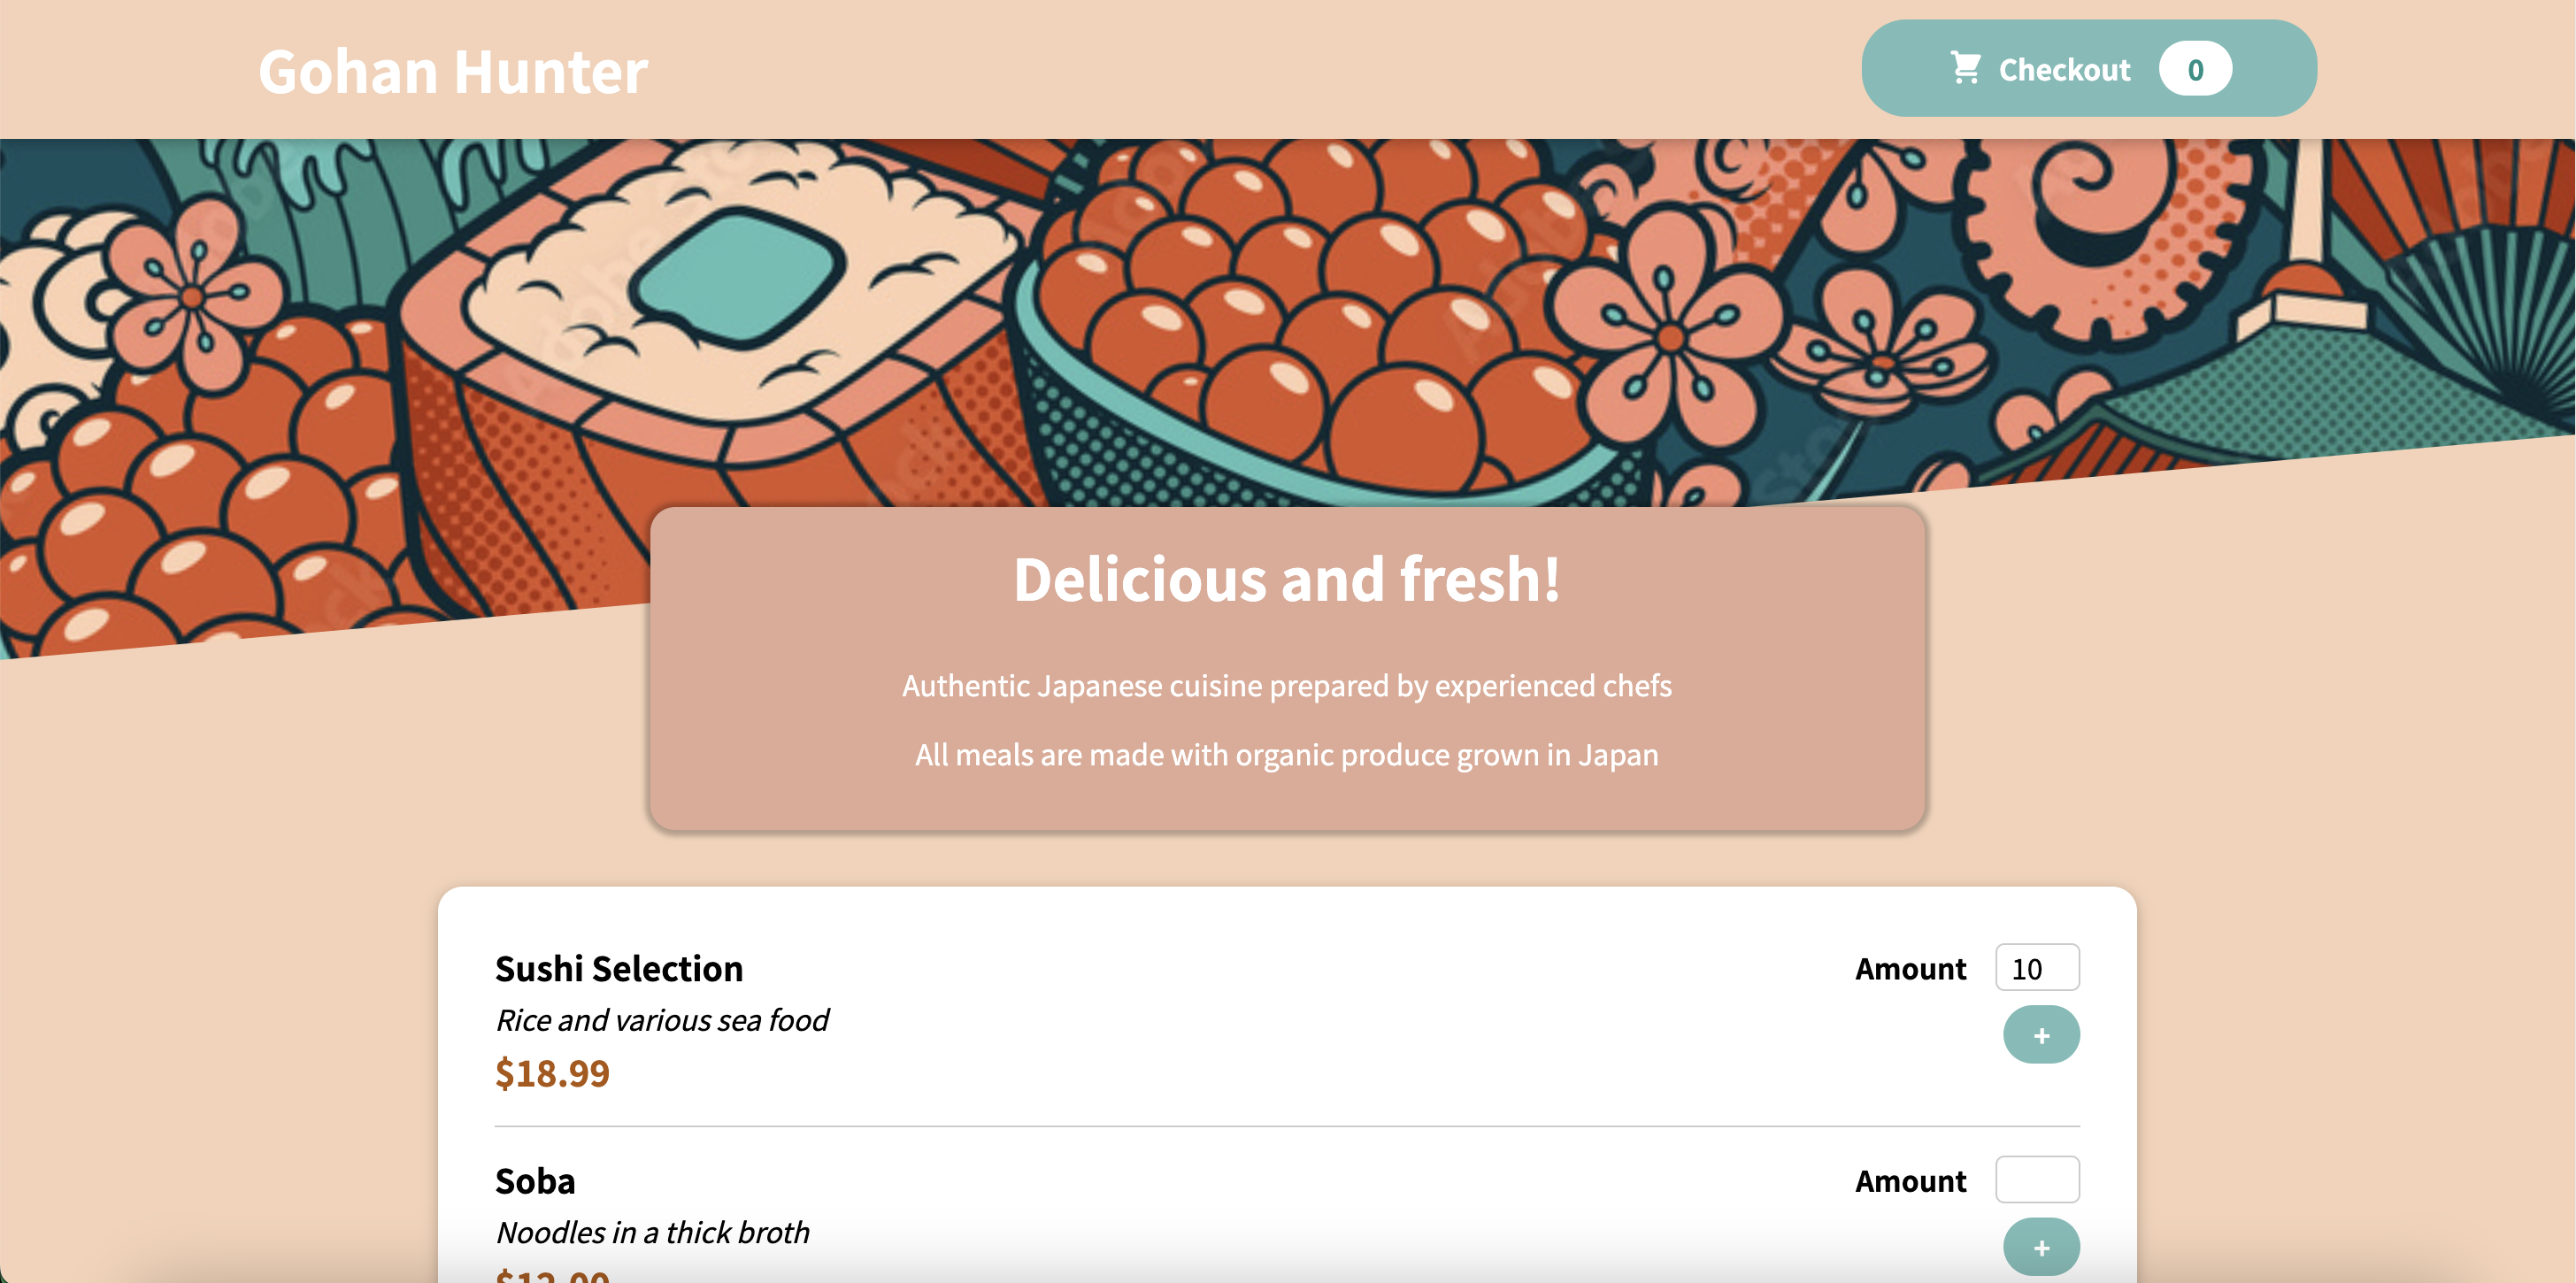 Gohan Hunter
Checkout 0
Delicious and fresh!
Authentic Japanese cuisine prepared by experienced chefs
All meals are made with organic produce grown in Japan
Sushi Selection
Amount 10
Rice and various sea food
+
$18.99
Soba
Amount
Noodles in a thick broth
+